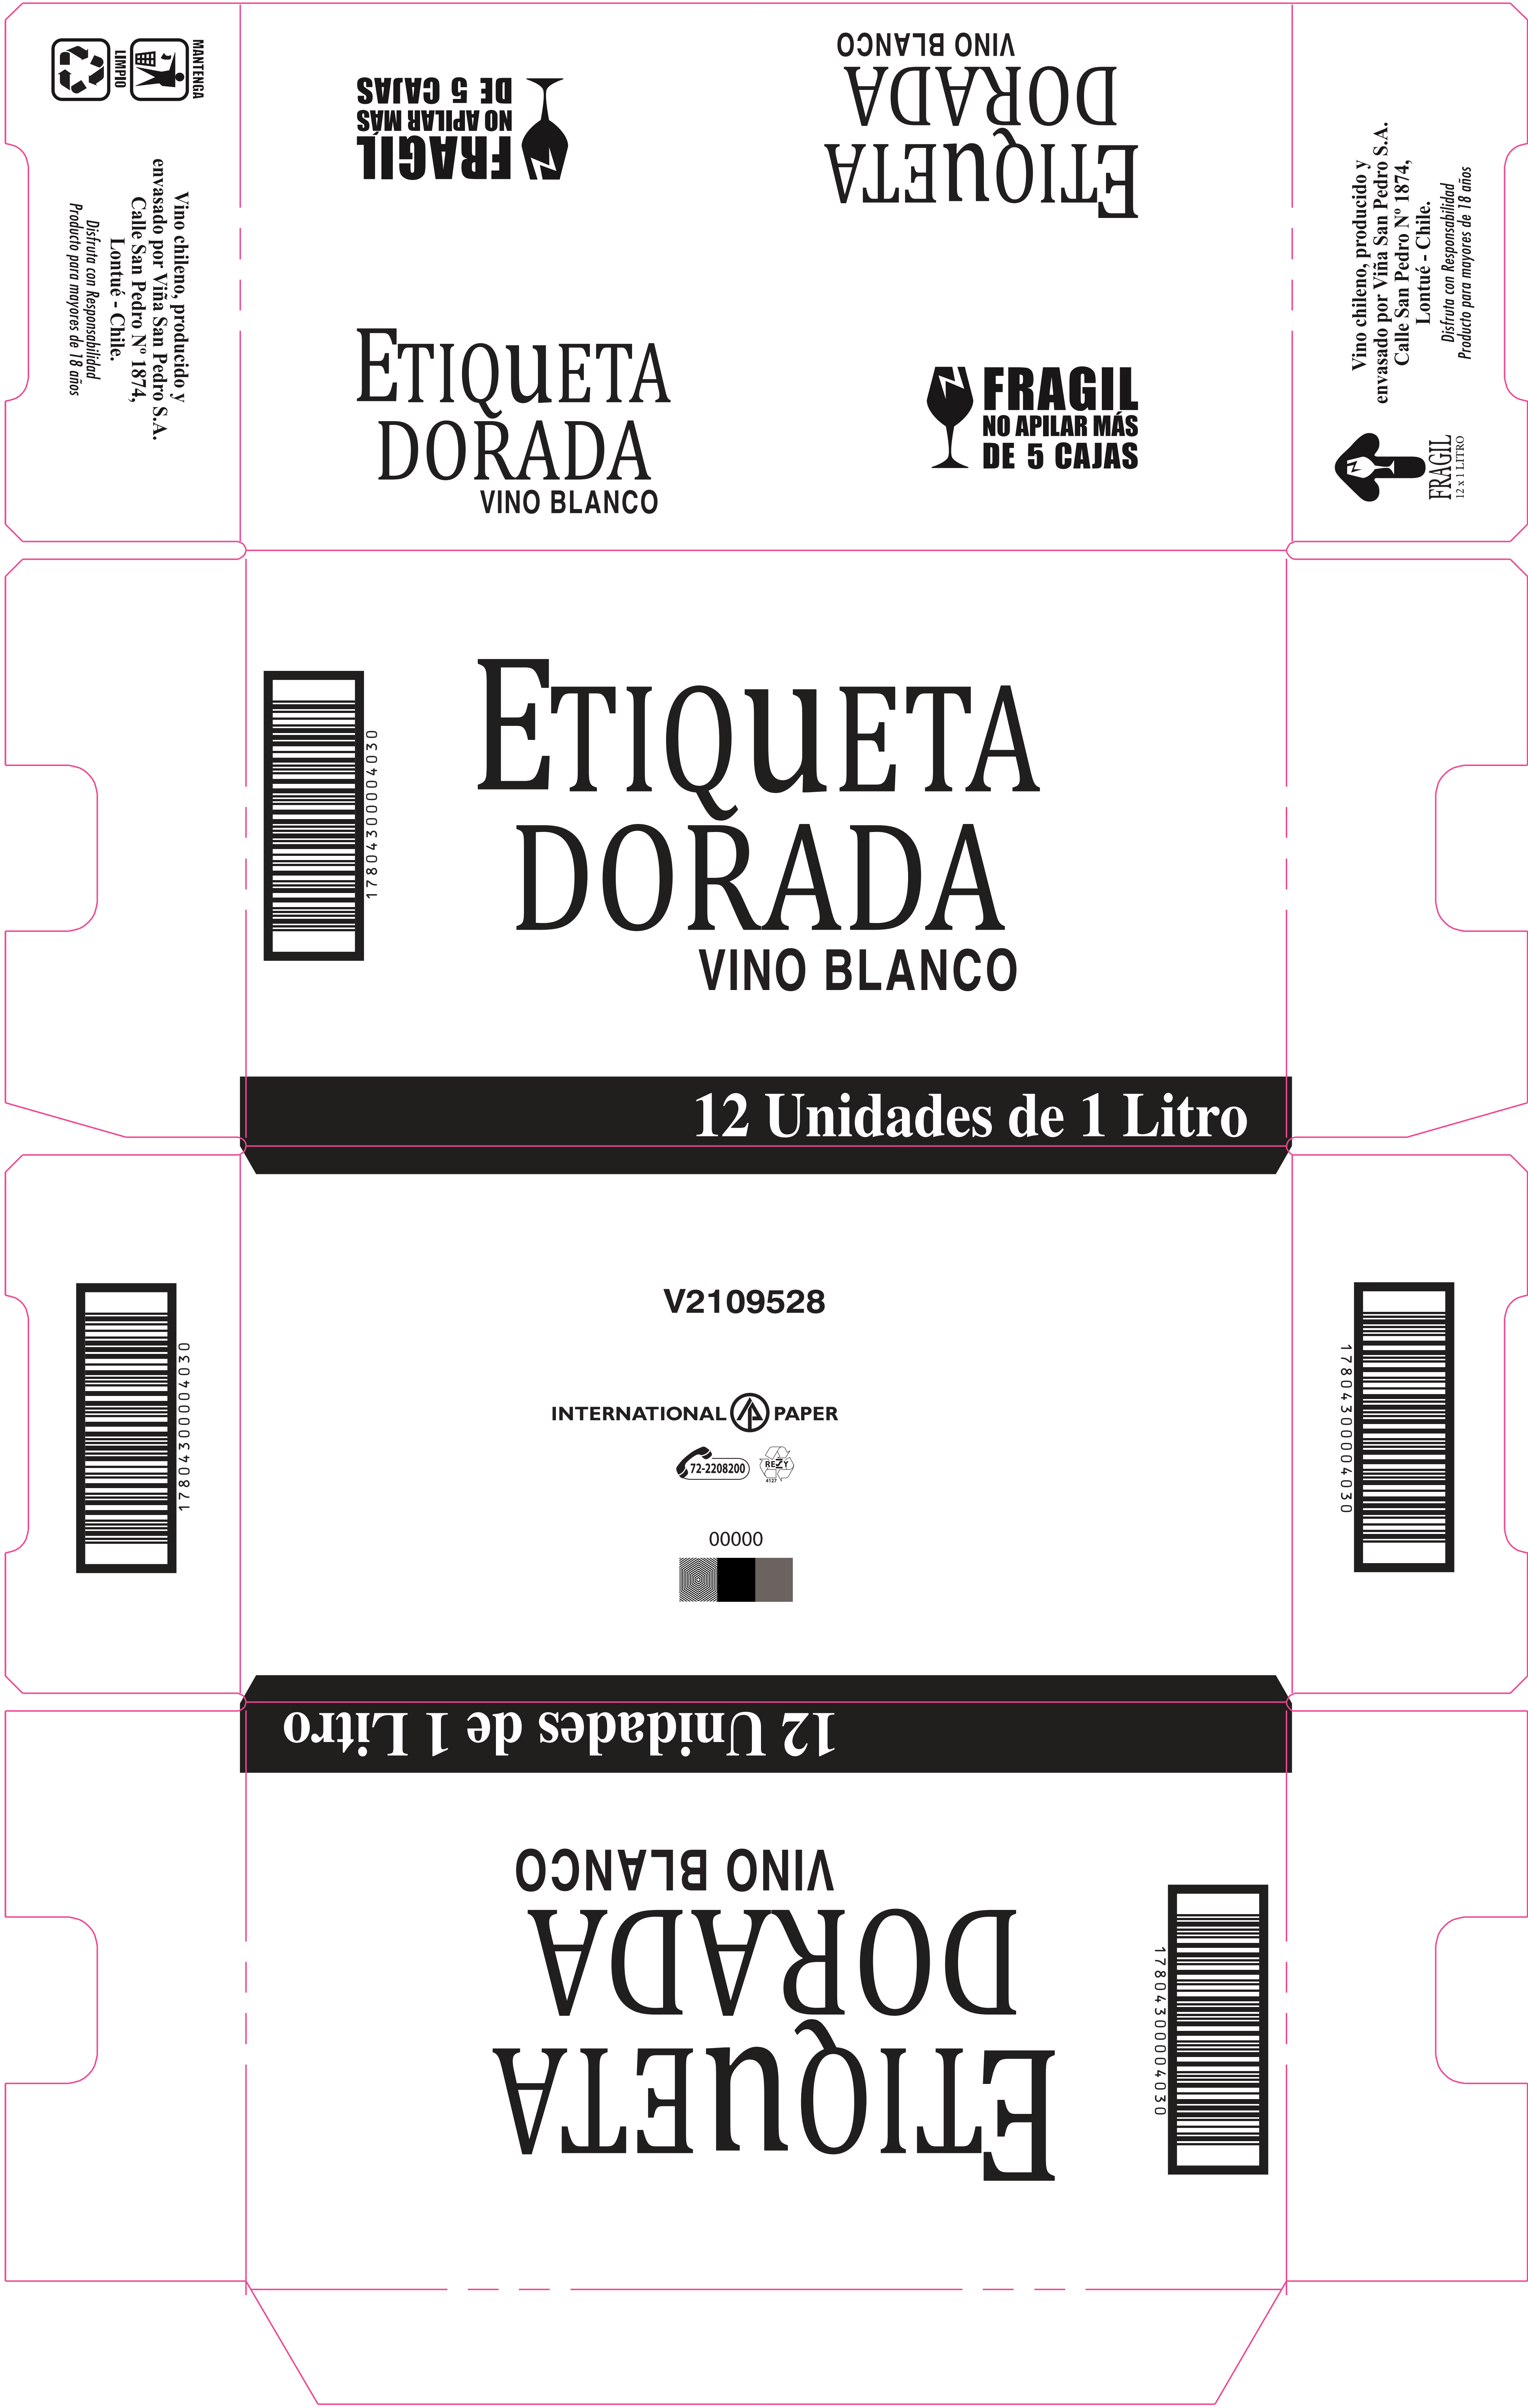 MANTENGA
LIMPIO
Vino chileno, producido y
envasado por Viña San Pedro S.A.
Calle San Pedro Nº 1874,
Lontué - Chile.
Disfruta con Responsabilidad
Producto para mayores de 18 años
FRAGIL
NO APILAR MÁS
DE 5 CAJAS
ETIQuETA
DORADA
VINO BLANCO
ETIQuETA
DORADA
VINO BLANCO
FRAGIL
NO APILAR MÁS
DE 5 CAJAS
Vino chileno, producido y
envasado por Viña San Pedro S.A.
Calle San Pedro Nº 1874,
Lontué - Chile.
Disfruta con Responsabilidad
Producto para mayores de 18 años
FRAGIL
12 x 1 LITRO
17804300004030
ETIQuETA
DORADA
VINO BLANCO
12 Unidades de 1 Litro
17804300004030
V2109528
INTERNATIONAL PAPER
72-2208200
REZY
4127
00000
17804300004030
12 Unidades de 1 Litro
ETIQuETA
DORADA
VINO BLANCO
17804300004030